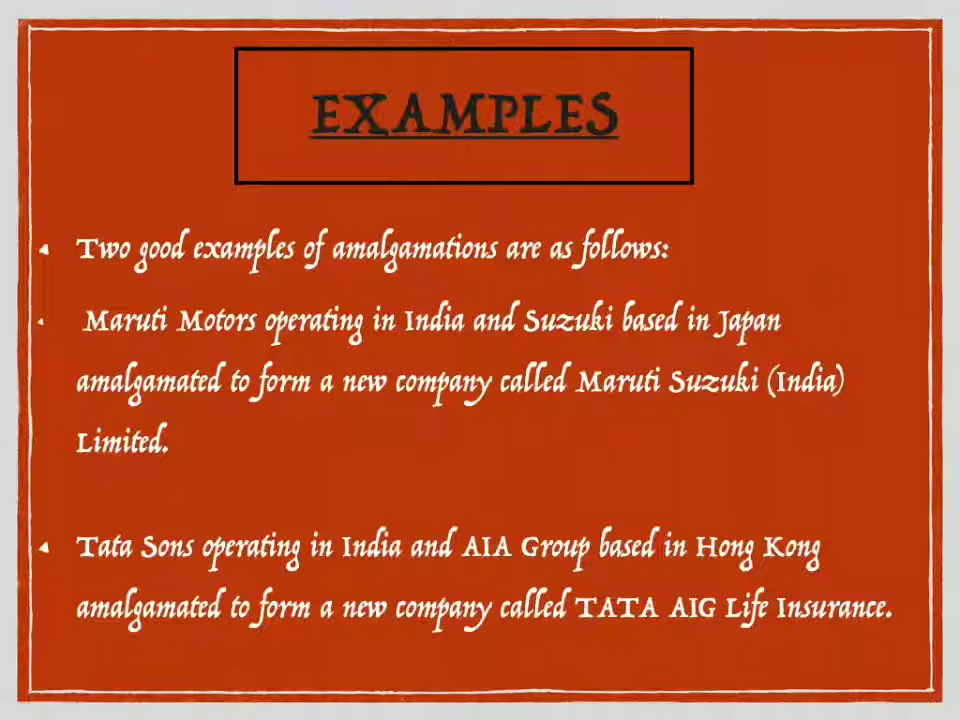 EXAMPLES
Two good examples of amalgamations are as follows:
Maruti Motors operating in India and Suzuki based in Japan
amalgamated to form a new company called Maruti Suzuki (India)
Limited.
Tata Sons operating in India and AIA Group based in Hong Kong
amalgamated to form a new company called TATA AIG Life Insurance.